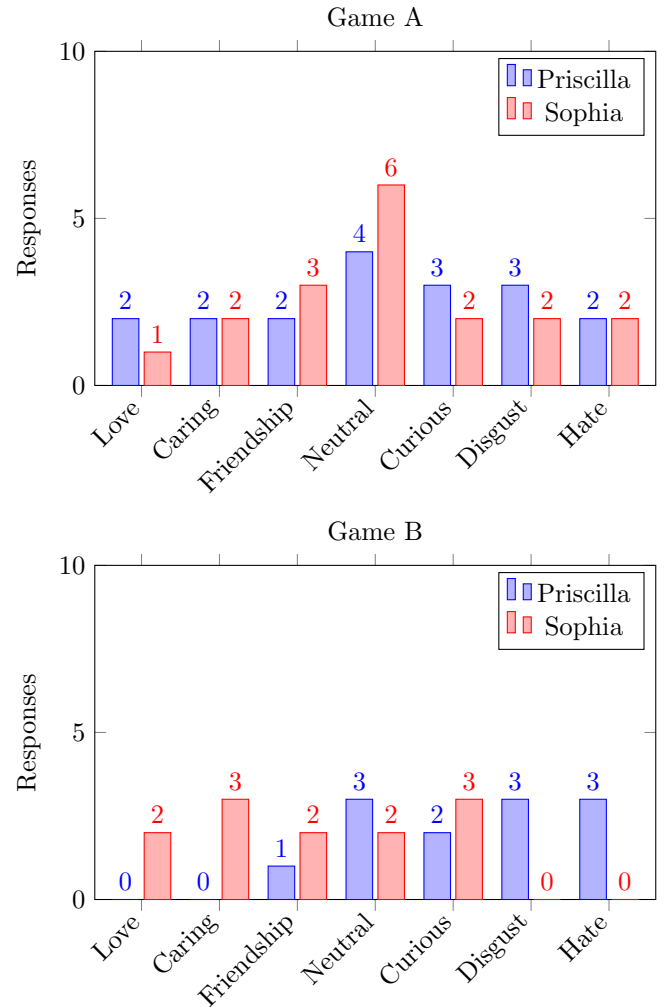 Game A
10
Priscilla
Sophia
Responses
5
0
2 1 2 2 2 3 4 6 3 2 3 2 2 2
Love Caring Friendship Neutral Curious Disgust Hate
Game B
10
Priscilla
Sophia
Responses
5
0
0 2 0 3 1 2 3 2 2 3 3 0 3 0
Love Caring Friendship Neutral Curious Disgust Hate